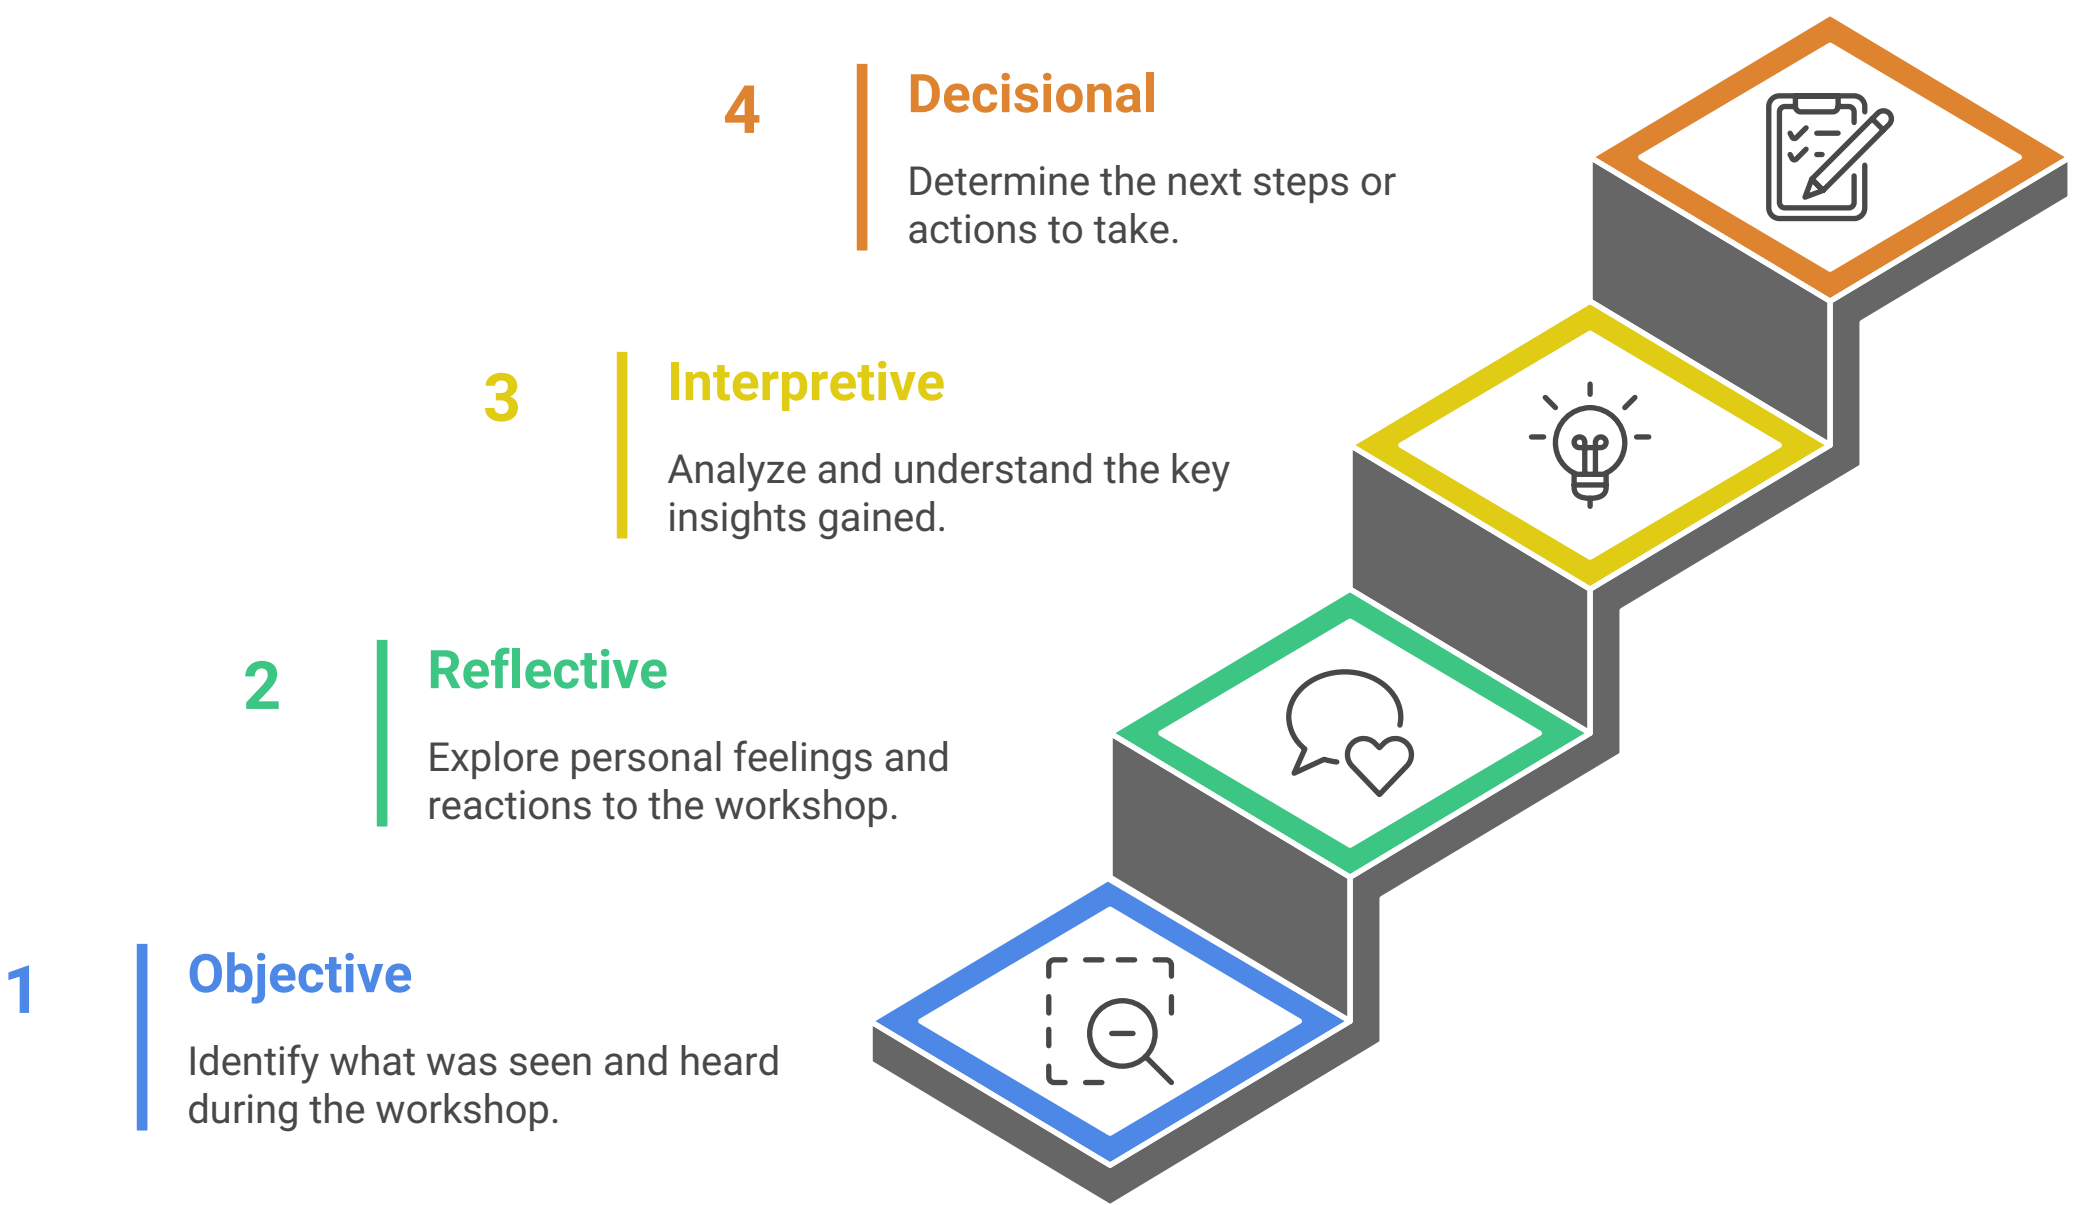 4
Decisional
Determine the next steps or
actions to take.
3
Interpretive
Analyze and understand the key
insights gained.
2
Reflective
Explore personal feelings and
reactions to the workshop.
1
Objective
Identify what was seen and heard
during the workshop.